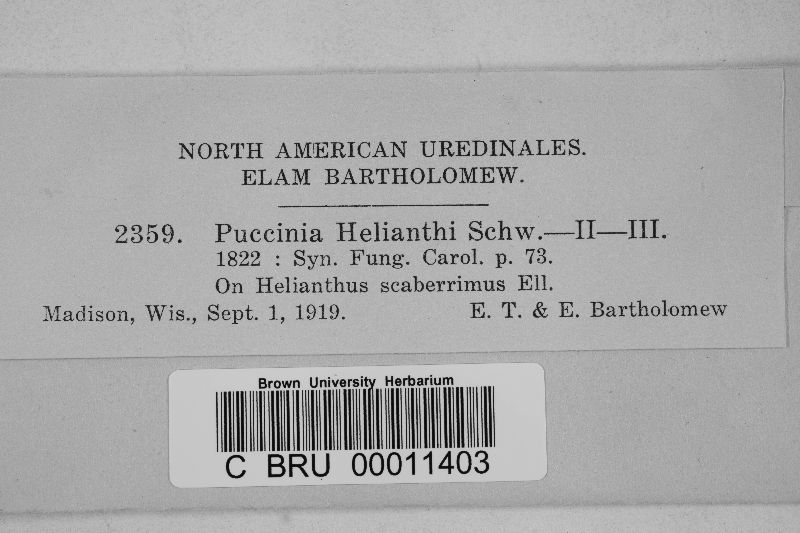 NORTH AMERICAN UREDINALES.
ELAM BARTHOLOMEW.
2359. Puccinia Helianthi Schw.—II—III.
1822 : Syn. Fung. Carol. p. 73.
On Helianthus scaberrimus Ell.
Madison, Wis., Sept. 1, 1919. E. T. & E. Bartholomew
Brown University Herbarium
C BRU 00011403